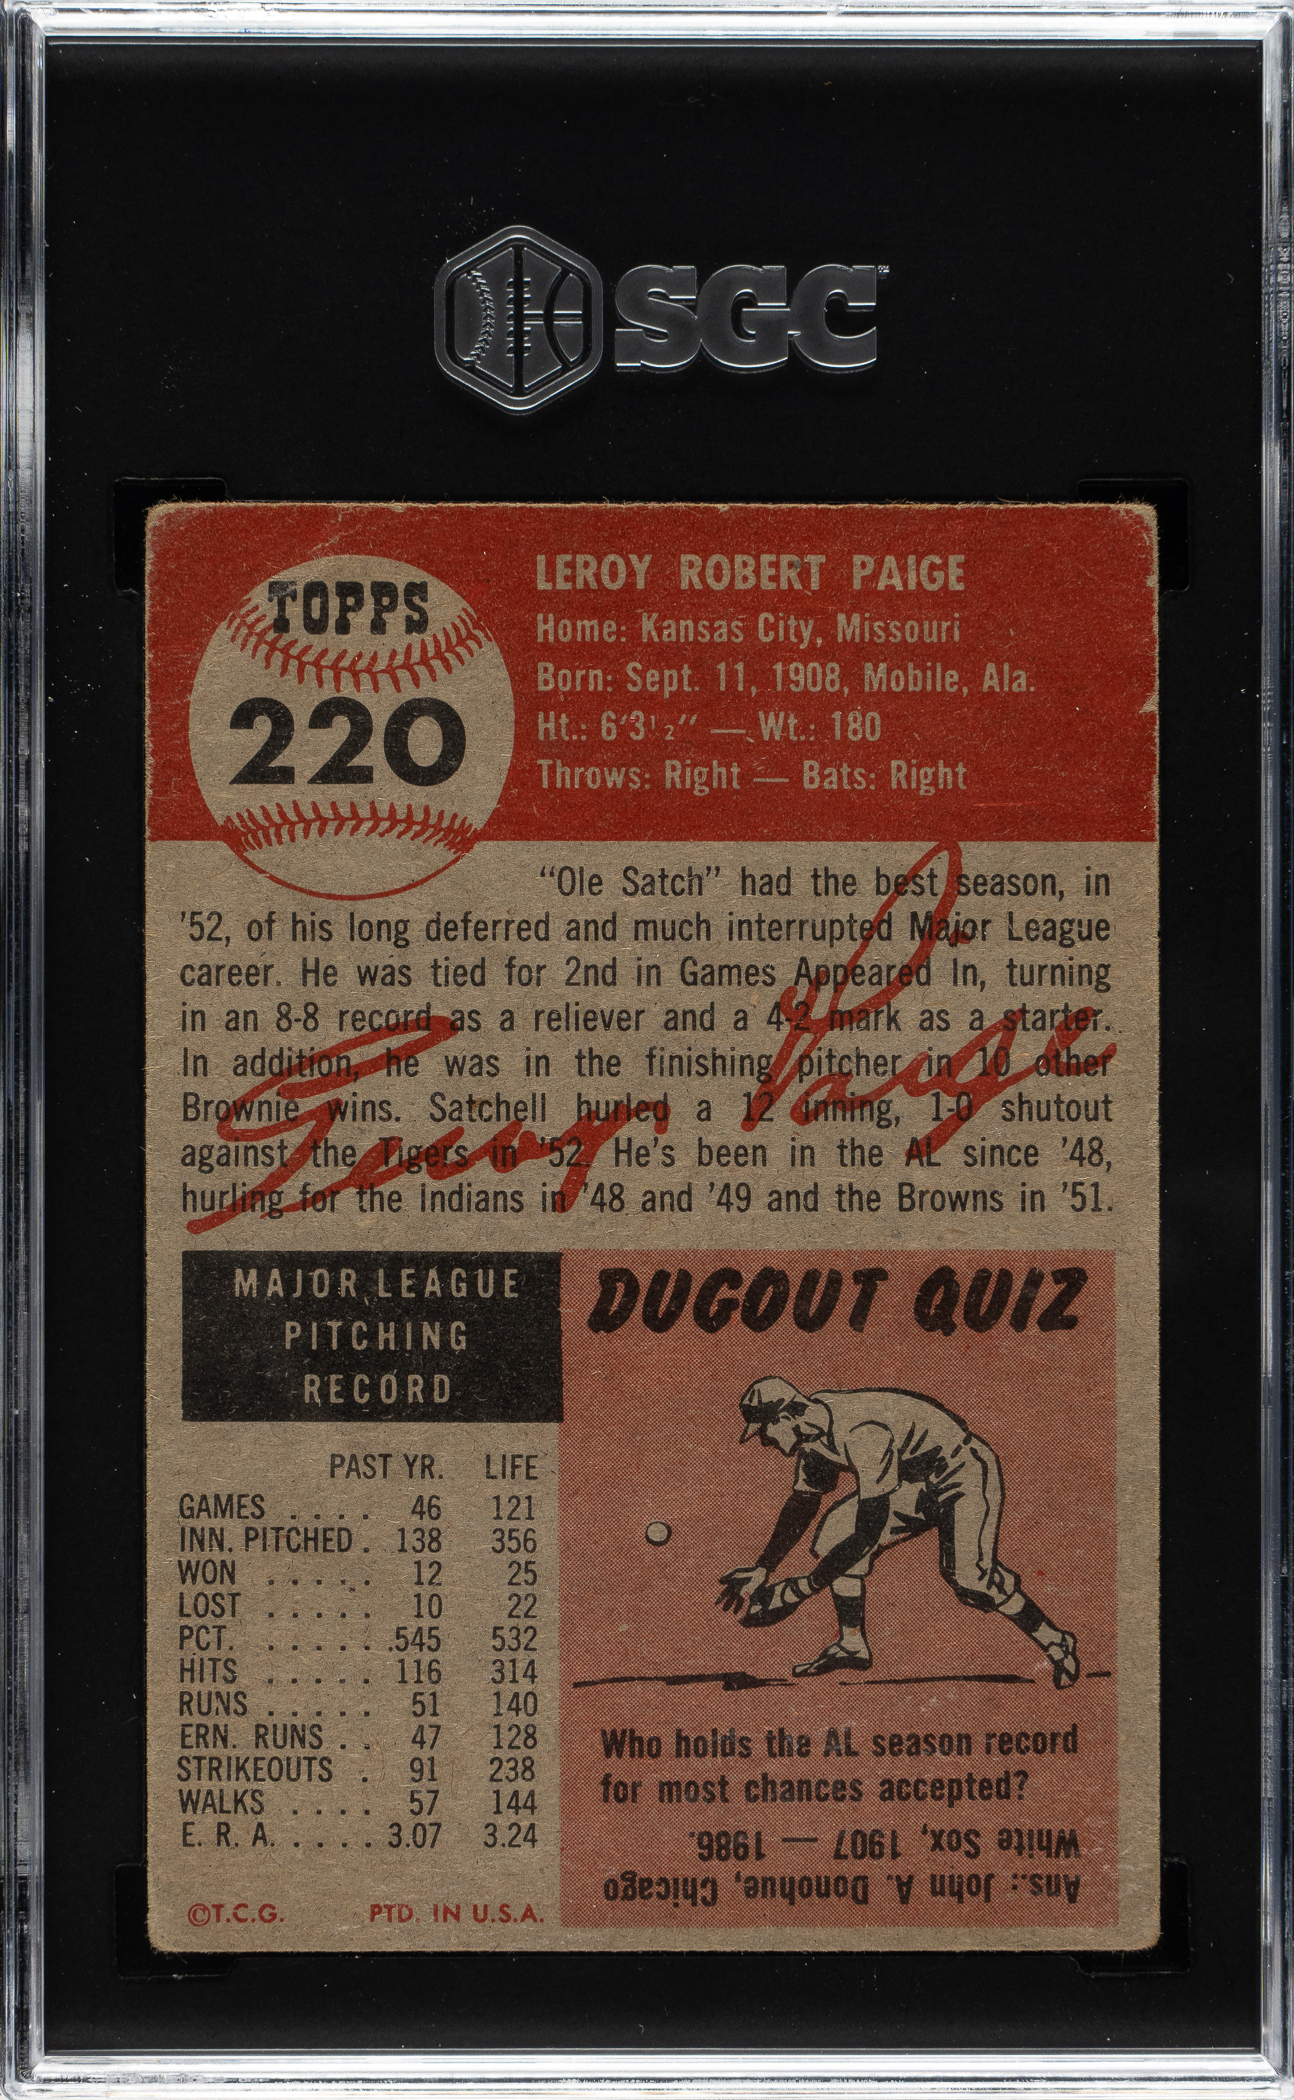 SGC
TOPPS
220
LEROY ROBERT PAIGE
Home: Kansas City, Missouri
Born: Sept. 11, 1908, Mobile, Ala.
Ht.: 6'3½" — Wt.: 180
Throws: Right — Bats: Right
"Ole Satch" had the best season, in
'52, of his long deferred and much interrupted Major League
career. He was tied for 2nd in Games Appeared In, turning
in an 8-8 record as a reliever and a 4-2 mark as a starter.
In addition, he was in the finishing pitcher in 10 other
Brownie wins. Satchell hurled a 12 inning, 1-0 shutout
against the Tigers in '52. He's been in the AL since '48,
hurling for the Indians in '48 and '49 and the Browns in '51.
Paige
MAJOR LEAGUE
PITCHING
RECORD
PAST YR. LIFE
GAMES . . . . 46 121
INN. PITCHED . 138 356
WON . . . . . 12 25
LOST . . . . . 10 22
PCT. . . . . . .545 532
HITS . . . . . 116 314
RUNS . . . . . 51 140
ERN. RUNS . . 47 128
STRIKEOUTS . 91 238
WALKS . . . . 57 144
E. R. A. . . . . 3.07 3.24
©T.C.G. PTD. IN U.S.A.
DUGOUT QUIZ
Who holds the AL season record
for most chances accepted?
Ans.: John A. Donohue, Chicago
White Sox, 1907 — 1986.